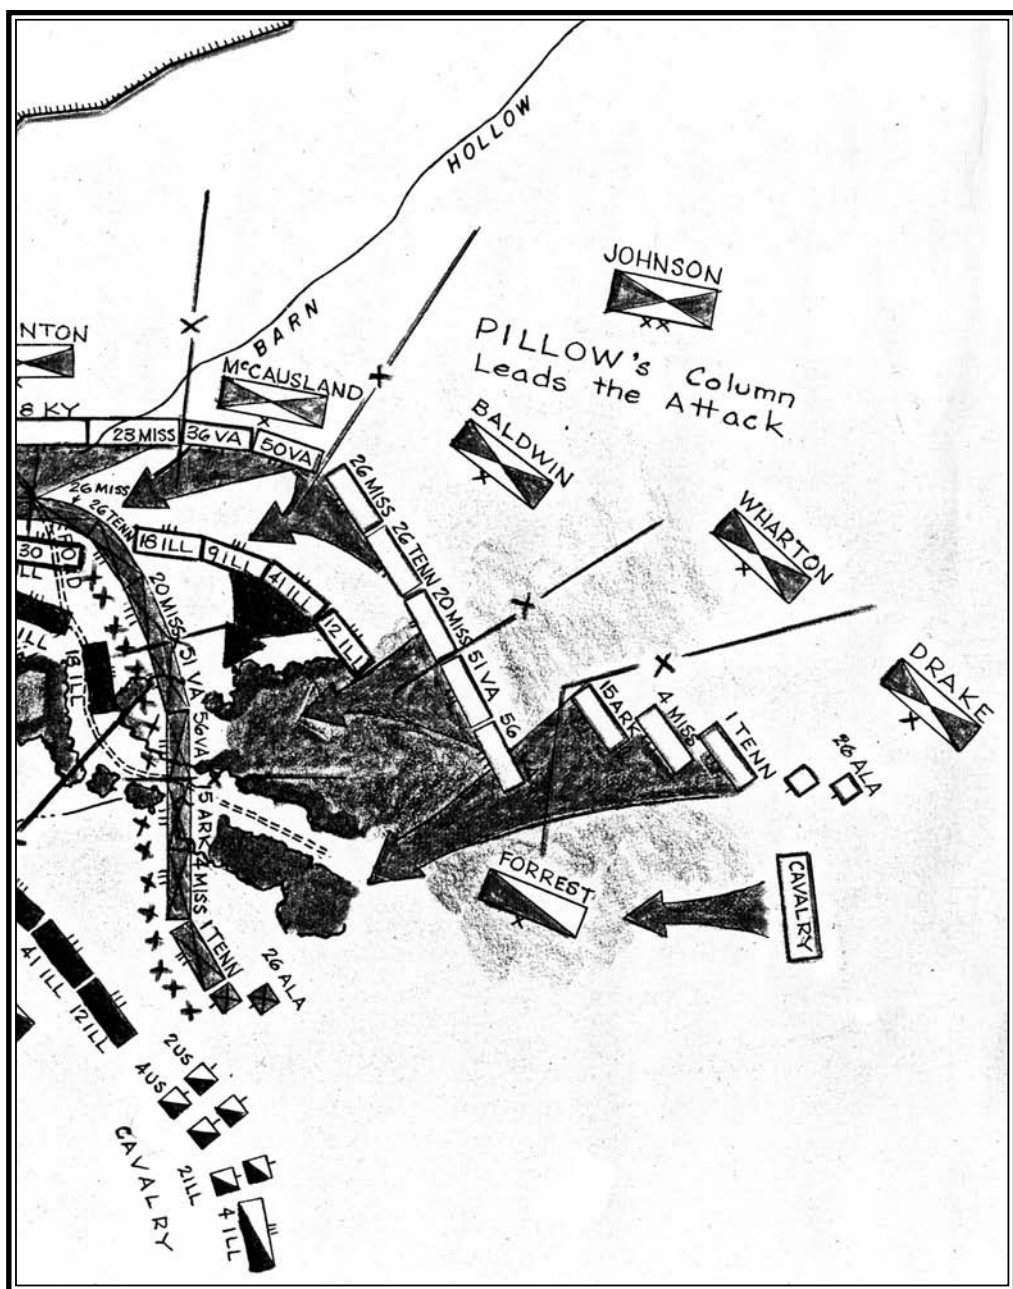 HOLLOW
BARN
JOHNSON
PILLOW's Column
Leads the Attack
NTON
McCAUSLAND
BALDWIN
WHARTON
DRAKE
8 KY
23 MISS
36 VA
50 VA
26 MISS
26 TENN
20 MISS
51 VA
56
26 MISS
&
26 TENN
20 MISS
51 VA
56 VA
15 ARK
4 MISS
1 TENN
26 ALA
18 ILL
9 ILL
41 ILL
12 ILL
30
ILL
ROAD
ILL
18 ILL
15 ARK
4 MISS
1 TENN
26 ALA
FORREST
CAVALRY
41 ILL
12 ILL
2 US
4 US
CAVALRY
2 ILL
4 ILL